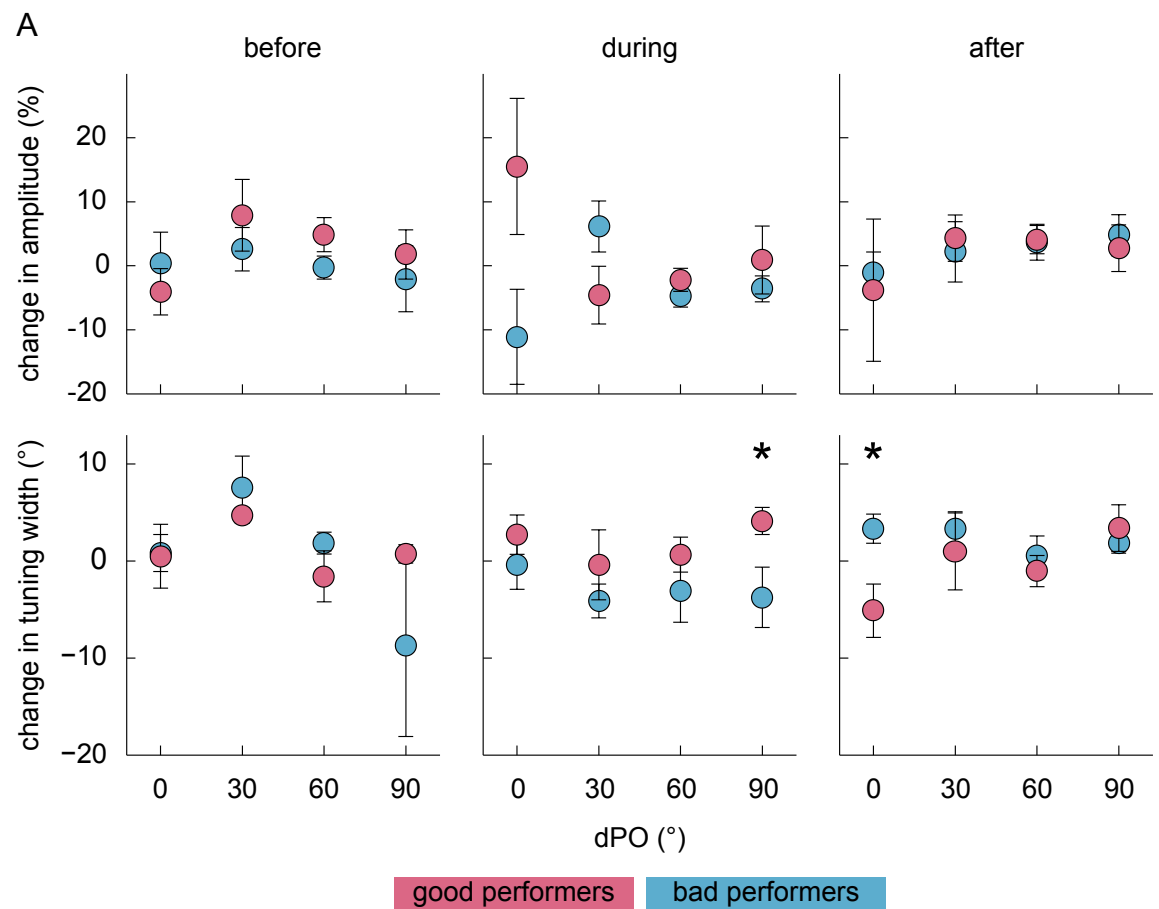 A
before during after
change in amplitude (%)
20
10
0
-10
-20
change in tuning width (°)
10
0
−10
−20
* *
0 30 60 90 0 30 60 90 0 30 60 90
dPO (°)
good performers bad performers